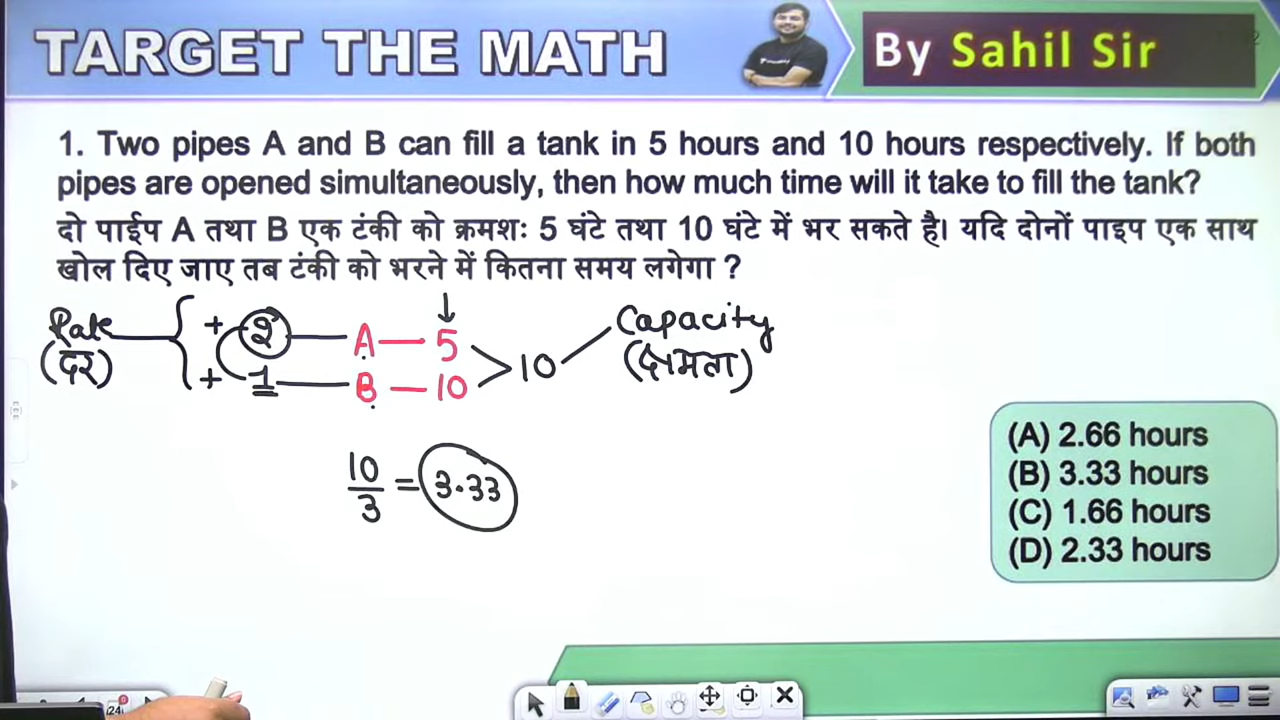 TARGET THE MATH
By Sahil Sir
1. Two pipes A and B can fill a tank in 5 hours and 10 hours respectively. If both
pipes are opened simultaneously, then how much time will it take to fill the tank?
दो पाईप A तथा B एक टंकी को क्रमशः 5 घंटे तथा 10 घंटे में भर सकते है। यदि दोनों पाइप एक साथ
खोल दिए जाए तब टंकी को भरने में कितना समय लगेगा ?
Rate + 2 — A — 5 Capacity
(दर) + 1 — B — 10 > 10 (क्षमता)
10/3 = 3.33
(A) 2.66 hours
(B) 3.33 hours
(C) 1.66 hours
(D) 2.33 hours